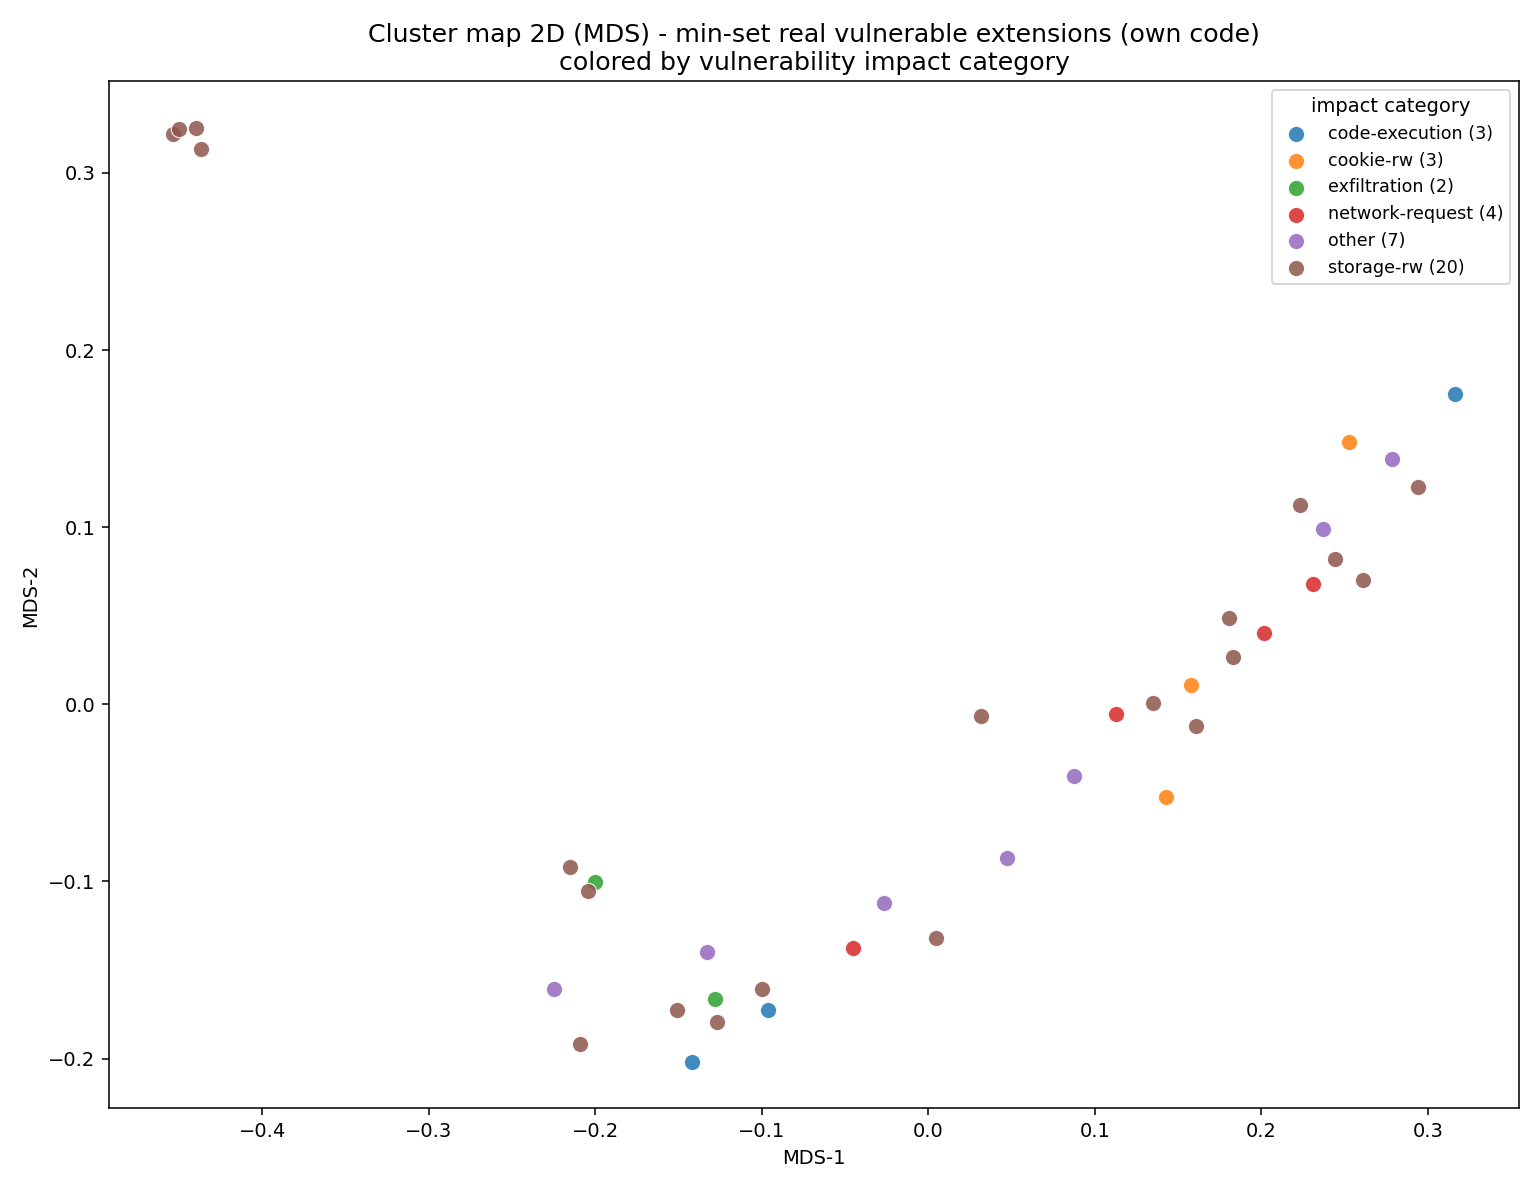 Cluster map 2D (MDS) - min-set real vulnerable extensions (own code)
colored by vulnerability impact category
impact category
code-execution (3)
cookie-rw (3)
exfiltration (2)
network-request (4)
other (7)
storage-rw (20)
MDS-2
0.3
0.2
0.1
0.0
−0.1
−0.2
−0.4
−0.3
−0.2
−0.1
0.0
0.1
0.2
0.3
MDS-1